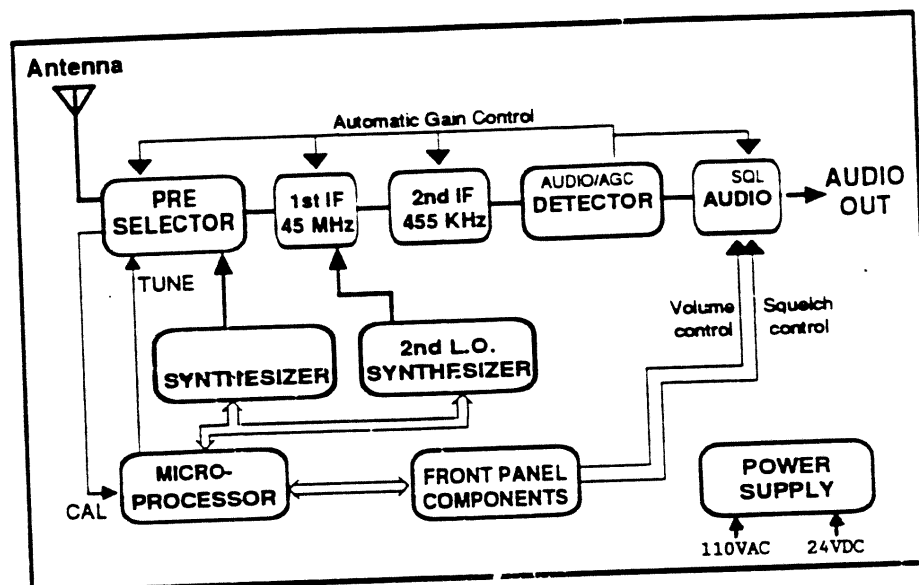 Antenna
Automatic Gain Control
PRE
SELECTOR
1st IF
45 MHz
2nd IF
455 KHz
AUDIO/AGC
DETECTOR
SQL
AUDIO
AUDIO
OUT
TUNE
Volume
control
Squelch
control
SYNTHESIZER
2nd L.O.
SYNTHESIZER
MICRO-
PROCESSOR
CAL
FRONT PANEL
COMPONENTS
POWER
SUPPLY
110VAC
24VDC